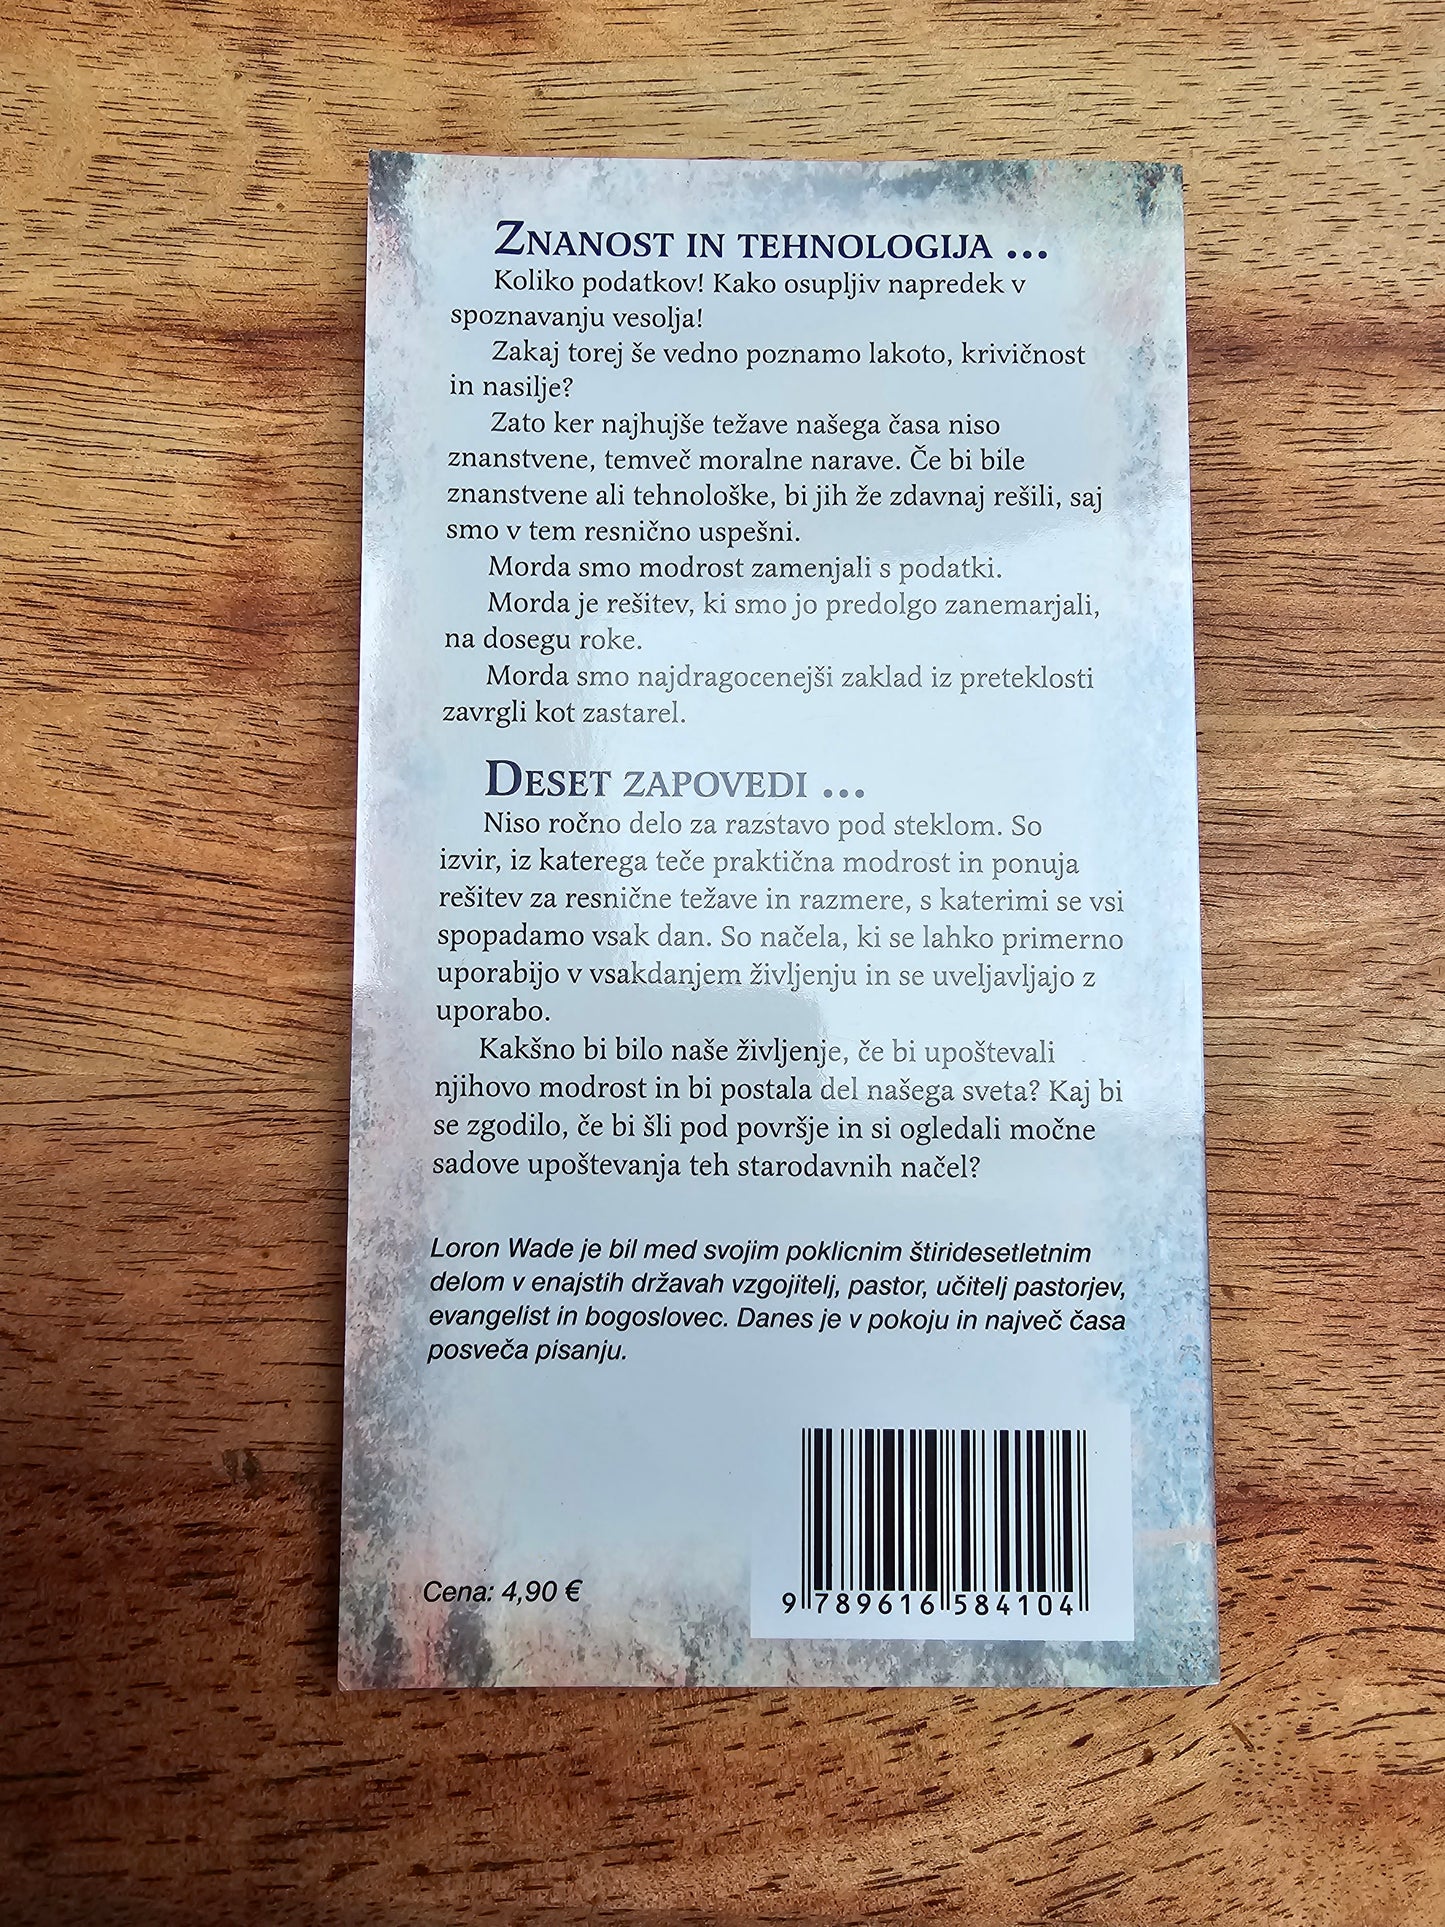 Znanost in tehnologija ...
Koliko podatkov! Kako osupljiv napredek v
spoznavanju vesolja!
Zakaj torej še vedno poznamo lakoto, krivičnost
in nasilje?
Zato ker najhujše težave našega časa niso
znanstvene, temveč moralne narave. Če bi bile
znanstvene ali tehnološke, bi jih že zdavnaj rešili, saj
smo v tem resnično uspešni.
Morda smo modrost zamenjali s podatki.
Morda je rešitev, ki smo jo predolgo zanemarjali,
na dosegu roke.
Morda smo najdragocenejši zaklad iz preteklosti
zavrgli kot zastarel.
Deset zapovedi ...
Niso ročno delo za razstavo pod steklom. So
izvir, iz katerega teče praktična modrost in ponuja
rešitev za resnične težave in razmere, s katerimi se vsi
spopadamo vsak dan. So načela, ki se lahko primerno
uporabijo v vsakdanjem življenju in se uveljavljajo z
uporabo.
Kakšno bi bilo naše življenje, če bi upoštevali
njihovo modrost in bi postala del našega sveta? Kaj bi
se zgodilo, če bi šli pod površje in si ogledali močne
sadove upoštevanja teh starodavnih načel?
Loron Wade je bil med svojim poklicnim štiridesetletnim
delom v enajstih državah vzgojitelj, pastor, učitelj pastorjev,
evangelist in bogoslovec. Danes je v pokoju in največ časa
posveča pisanju.
Cena: 4,90 €
9 789616 584104